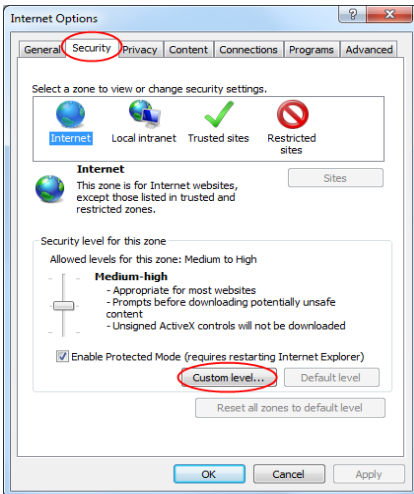 Internet Options
General Security Privacy Content Connections Programs Advanced
Select a zone to view or change security settings.
Internet Local intranet Trusted sites Restricted
sites
Internet
Sites
This zone is for Internet websites,
except those listed in trusted and
restricted zones.
Security level for this zone
Allowed levels for this zone: Medium to High
Medium-high
- Appropriate for most websites
- Prompts before downloading potentially unsafe
content
- Unsigned ActiveX controls will not be downloaded
Enable Protected Mode (requires restarting Internet Explorer)
Custom level... Default level
Reset all zones to default level
OK Cancel Apply